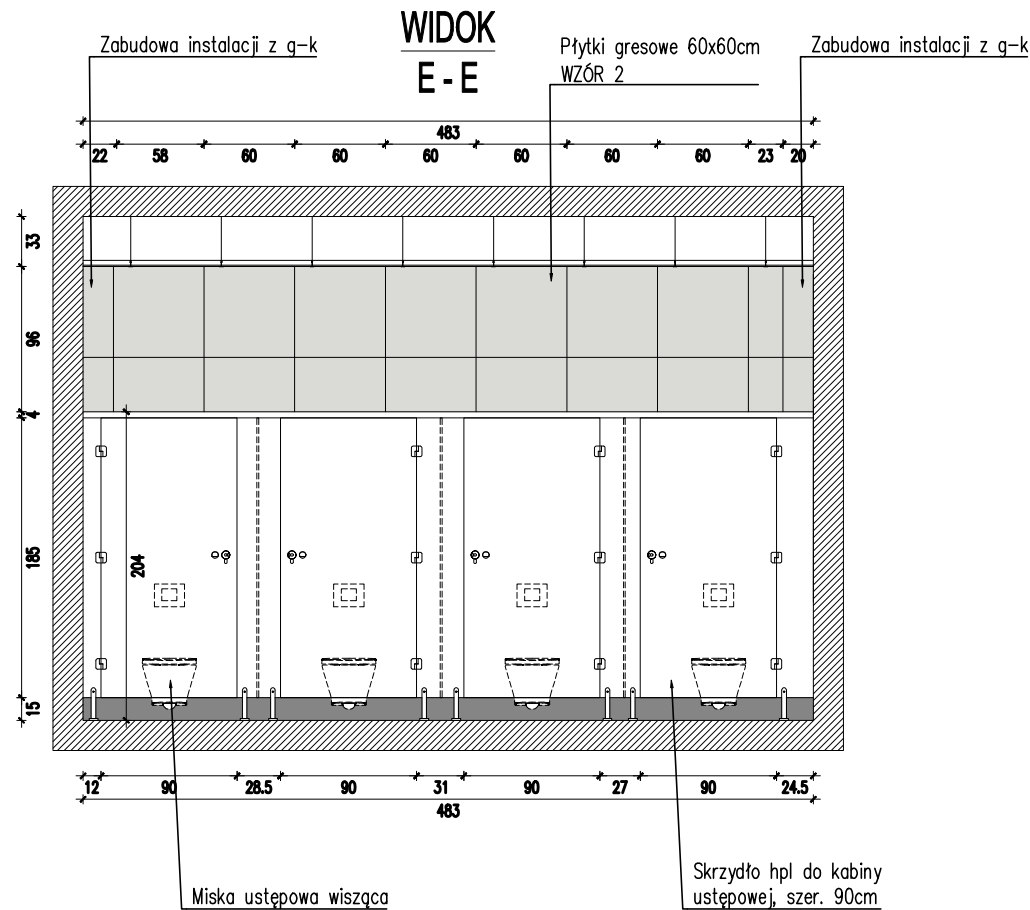 WIDOK
E - E
Zabudowa instalacji z g-k
Płytki gresowe 60x60cm
WZÓR 2
Zabudowa instalacji z g-k
483
22 58 60 60 60 60 60 60 23 20
33
96
4
185
15
204
12 90 28.5 90 31 90 27 90 24.5
483
Miska ustępowa wisząca
Skrzydło hpl do kabiny
ustępowej, szer. 90cm